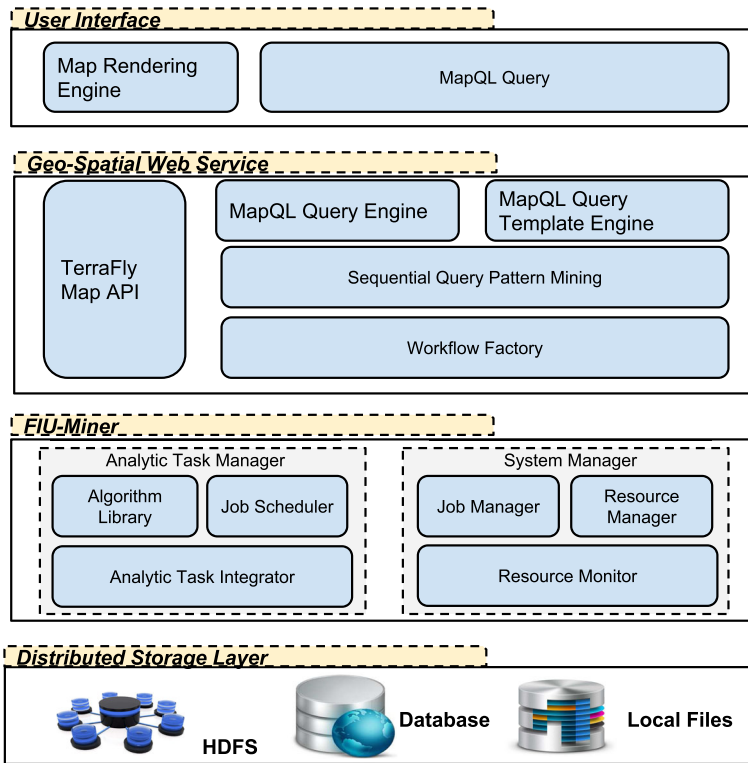 User Interface
Map Rendering
Engine
MapQL Query
Geo-Spatial Web Service
TerraFly
Map API
MapQL Query Engine
MapQL Query
Template Engine
Sequential Query Pattern Mining
Workflow Factory
FIU-Miner
Analytic Task Manager
Algorithm
Library
Job Scheduler
Analytic Task Integrator
System Manager
Job Manager
Resource
Manager
Resource Monitor
Distributed Storage Layer
HDFS
Database
Local Files